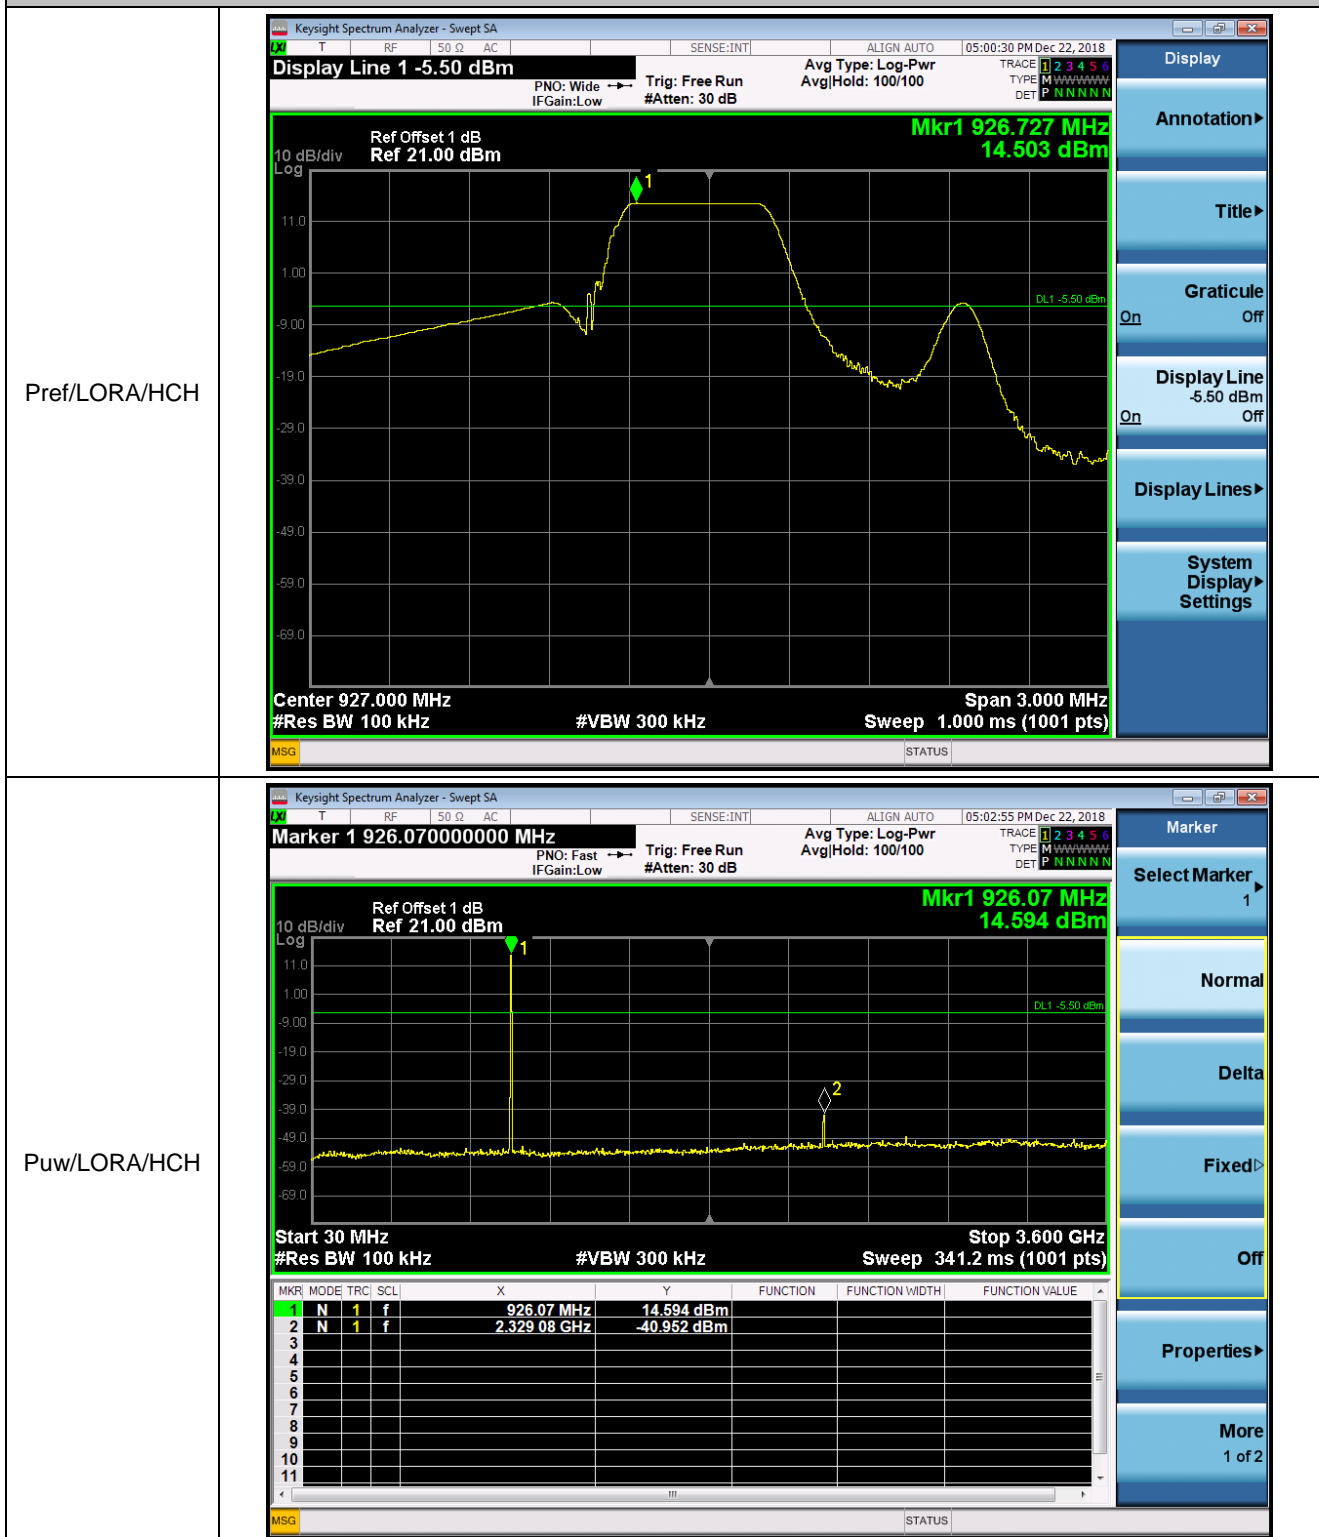 Pref/LORA/HCH
Keysight Spectrum Analyzer - Swept SA
LXI T RF 50 Ω AC SENSE:INT ALIGN AUTO 05:00:30 PM Dec 22, 2018
Display Line 1 -5.50 dBm
PNO: Wide
IFGain:Low
Trig: Free Run
#Atten: 30 dB
Avg Type: Log-Pwr
Avg|Hold: 100/100
TRACE 1 2 3 4 5 6
TYPE M W W W W W
DET P N N N N N
Mkr1 926.727 MHz
14.503 dBm
Ref Offset 1 dB
10 dB/div Ref 21.00 dBm
Log
1
11.0
1.00
DL1 -5.50 dBm
-9.00
-19.0
-29.0
-39.0
-49.0
-59.0
-69.0
Center 927.000 MHz Span 3.000 MHz
#Res BW 100 kHz #VBW 300 kHz Sweep 1.000 ms (1001 pts)
MSG STATUS
Display
Annotation
Title
Graticule
On Off
Display Line
-5.50 dBm
On Off
Display Lines
System
Display
Settings
Puw/LORA/HCH
Keysight Spectrum Analyzer - Swept SA
LXI T RF 50 Ω AC SENSE:INT ALIGN AUTO 05:02:55 PM Dec 22, 2018
Marker 1 926.070000000 MHz
PNO: Fast
IFGain:Low
Trig: Free Run
#Atten: 30 dB
Avg Type: Log-Pwr
Avg|Hold: 100/100
TRACE 1 2 3 4 5 6
TYPE M W W W W W
DET P N N N N N
Mkr1 926.07 MHz
14.594 dBm
Ref Offset 1 dB
10 dB/div Ref 21.00 dBm
Log
1
11.0
1.00
DL1 -5.50 dBm
-9.00
-19.0
-29.0
2
-39.0
-49.0
-59.0
-69.0
Start 30 MHz Stop 3.600 GHz
#Res BW 100 kHz #VBW 300 kHz Sweep 341.2 ms (1001 pts)
MKR MODE TRC SCL X Y FUNCTION FUNCTION WIDTH FUNCTION VALUE
1 N 1 f 926.07 MHz 14.594 dBm
2 N 1 f 2.329 08 GHz -40.952 dBm
3
4
5
6
7
8
9
10
11
MSG STATUS
Marker
Select Marker
1
Normal
Delta
Fixed
Off
Properties
More
1 of 2